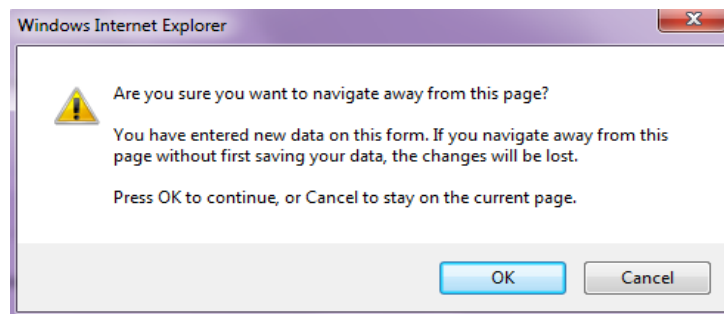 Windows Internet Explorer
Are you sure you want to navigate away from this page?
You have entered new data on this form. If you navigate away from this
page without first saving your data, the changes will be lost.
Press OK to continue, or Cancel to stay on the current page.
OK Cancel